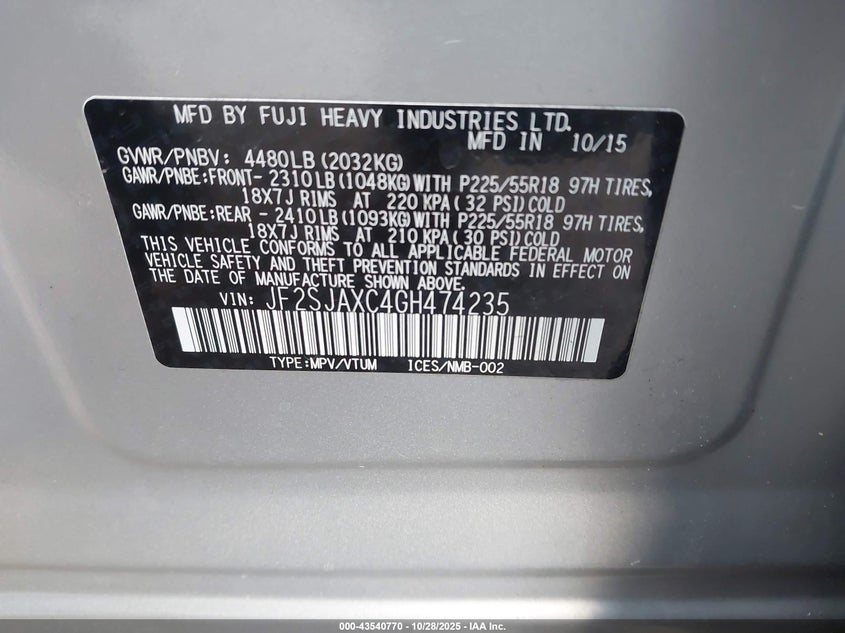 MFD BY FUJI HEAVY INDUSTRIES LTD.
MFD IN 10/15
GVWR/PNBV: 4480LB(2032KG)
GAWR/PNBE:FRONT- 2310LB(1048KG)WITH P225/55R18 97H TIRES,
18X7J RIMS AT 220 KPA(32 PSI)COLD
GAWR/PNBE:REAR - 2410LB(1093KG)WITH P225/55R18 97H TIRES,
18X7J RIMS AT 210 KPA(30 PSI)COLD
THIS VEHICLE CONFORMS TO ALL APPLICABLE FEDERAL MOTOR
VEHICLE SAFETY AND THEFT PREVENTION STANDARDS IN EFFECT ON
THE DATE OF MANUFACTURE SHOWN ABOVE.
VIN: JF2SJAXC4GH474235
TYPE:MPV/VTUM ICES/NMB-002
000-43540770 | 10/28/2025 - IAA Inc.